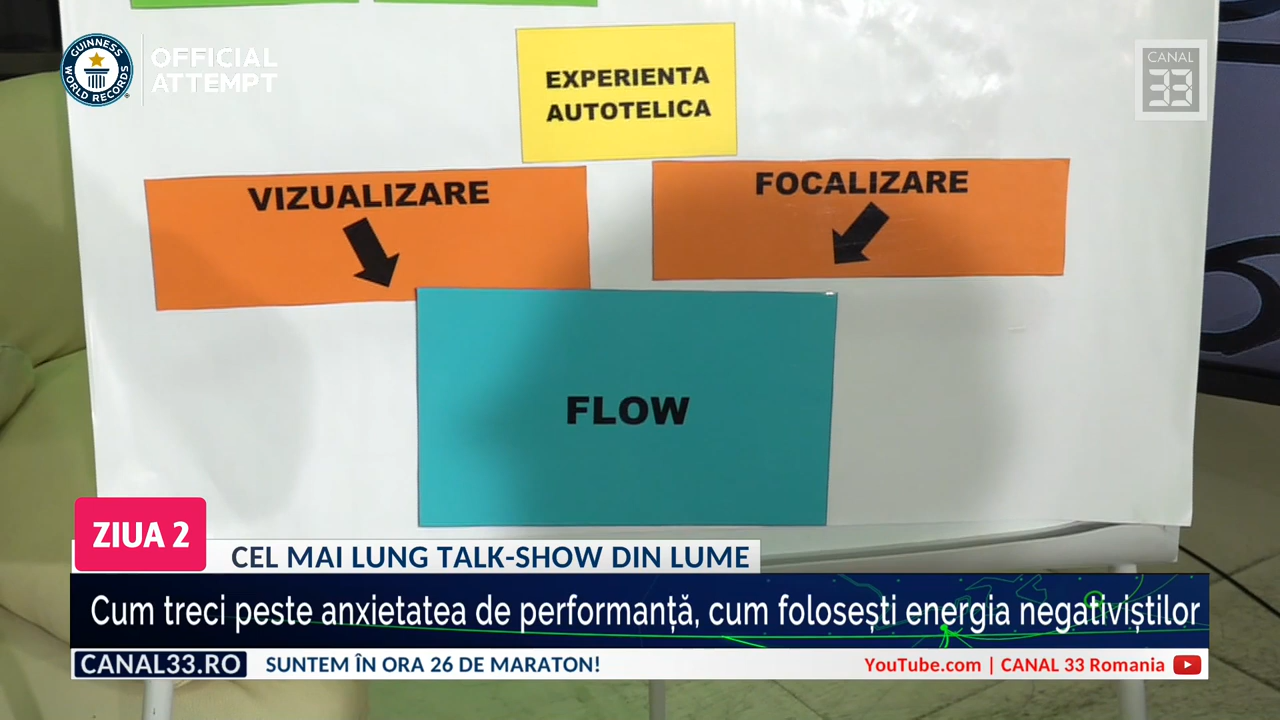 GUINNESS
WORLD RECORDS
OFFICIAL
ATTEMPT
CANAL
33
EXPERIENTA
AUTOTELICA
VIZUALIZARE
FOCALIZARE
FLOW
ZIUA 2
CEL MAI LUNG TALK-SHOW DIN LUME
Cum treci peste anxietatea de performanță, cum folosești energia negativiștilor
CANAL33.RO
SUNTEM ÎN ORA 26 DE MARATON!
YouTube.com | CANAL 33 Romania